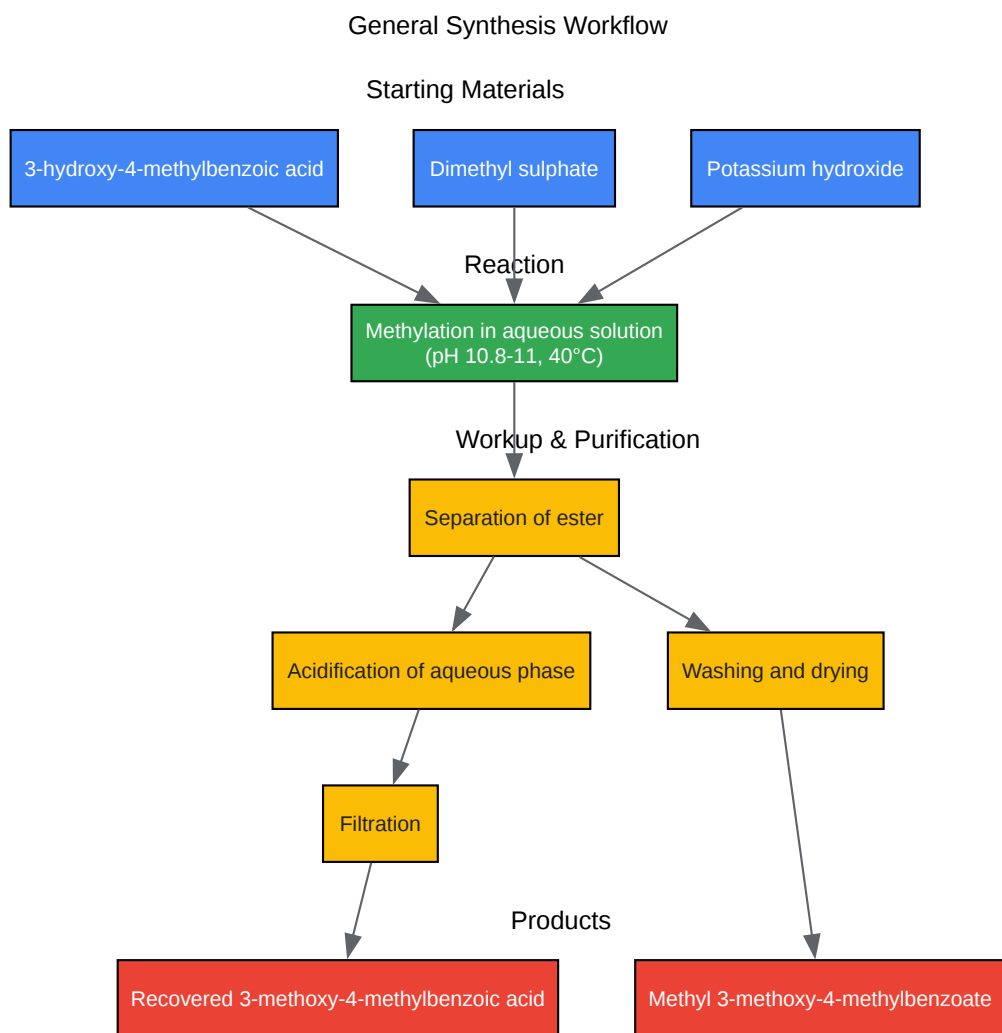 General Synthesis Workflow
Starting Materials
3-hydroxy-4-methylbenzoic acid
Dimethyl sulphate
Potassium hydroxide
Reaction
Methylation in aqueous solution
(pH 10.8-11, 40°C)
Workup & Purification
Separation of ester
Acidification of aqueous phase
Washing and drying
Filtration
Products
Recovered 3-methoxy-4-methylbenzoic acid
Methyl 3-methoxy-4-methylbenzoate